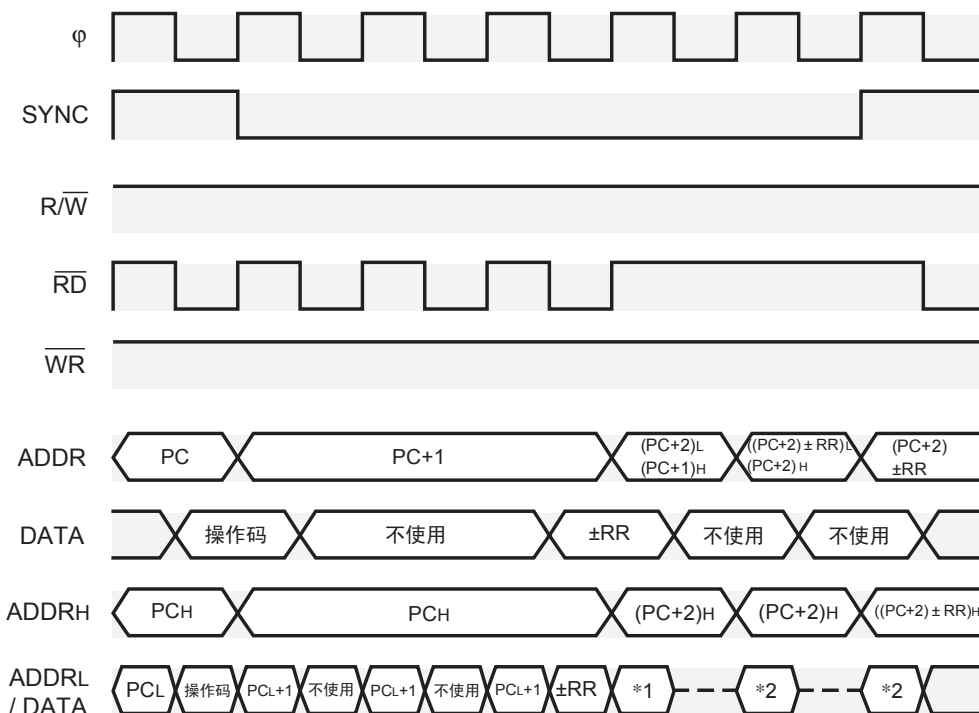 φ
SYNC
R/W̅
R̅D̅
W̅R̅
ADDR PC PC+1 (PC+2)L ((PC+2)±RR)L (PC+2)
(PC+1)H (PC+2)H ±RR
DATA 操作码 不使用 ±RR 不使用 不使用
ADDRH PCH PCH (PC+2)H (PC+2)H ((PC+2)±RR)H
ADDRL
/ DATA PCL 操作码 PCL+1 不使用 PCL+1 不使用 PCL+1 ±RR *1 *2 *2